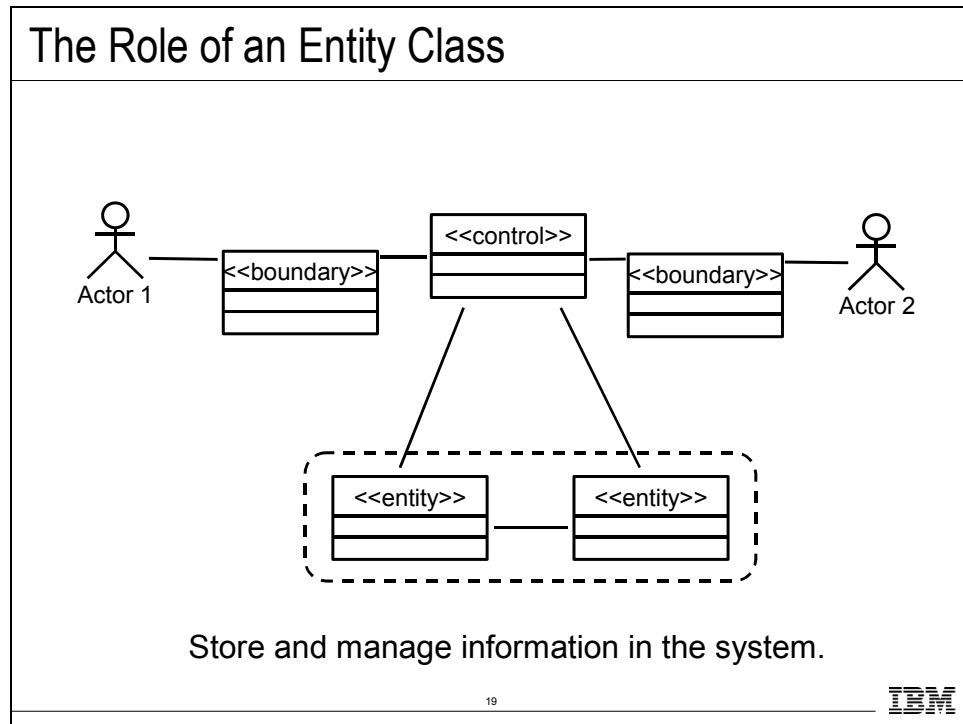 The Role of an Entity Class
<<control>>
<<boundary>>
<<boundary>>
Actor 1
Actor 2
<<entity>>
<<entity>>
Store and manage information in the system.
19
IBM